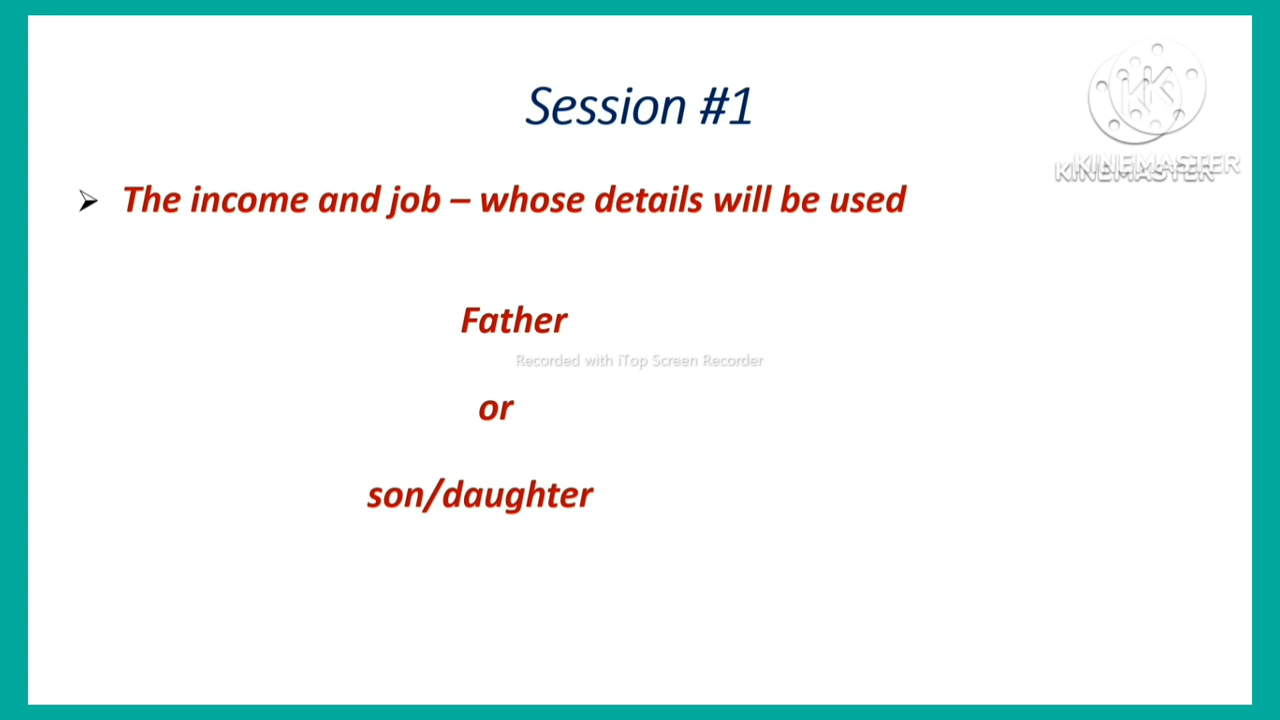 Session #1
KINEMASTER
KINEMASTER
➢ The income and job – whose details will be used
Father
Recorded with iTop Screen Recorder
or
son/daughter